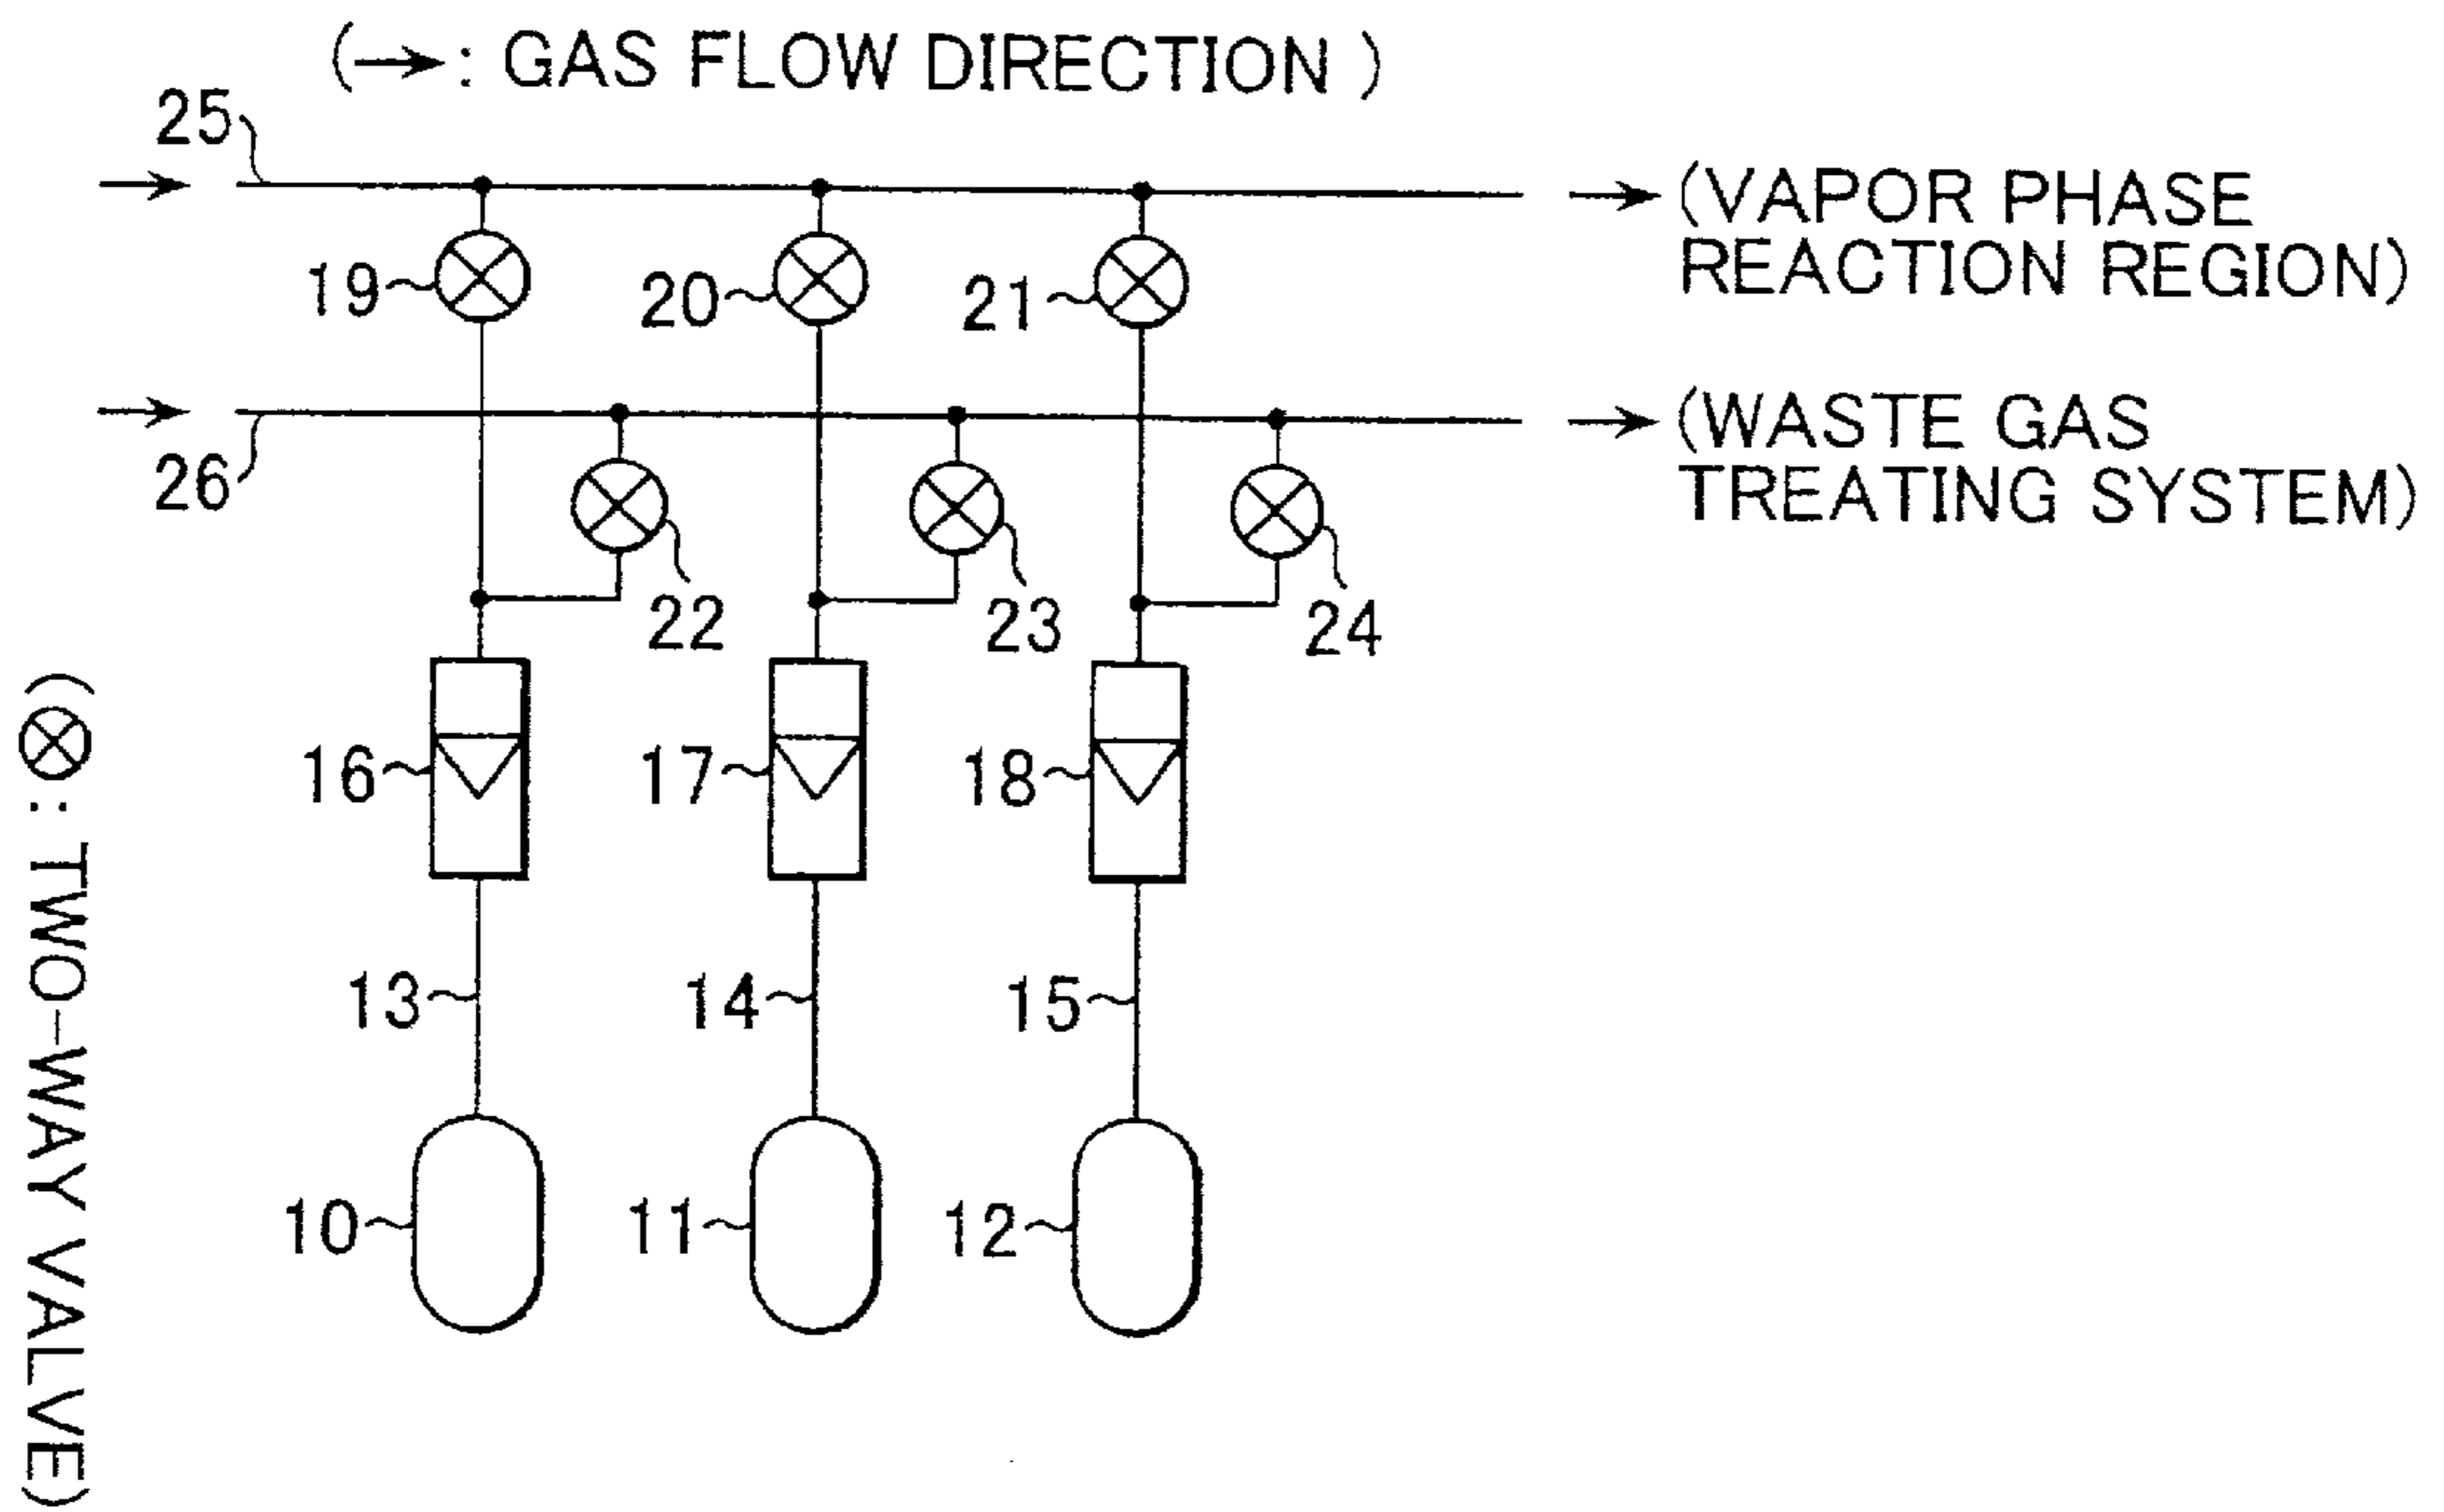 (→: GAS FLOW DIRECTION )
25
(VAPOR PHASE
REACTION REGION)
19
20
21
26
(WASTE GAS
TREATING SYSTEM)
22
23
24
16
17
18
13
14
15
10
11
12
(⊗: TWO-WAY VALVE)